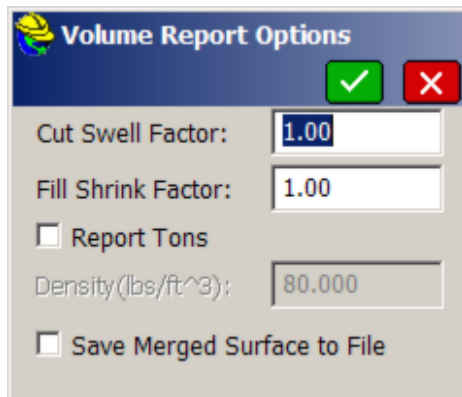 Volume Report Options
Cut Swell Factor: 1.00
Fill Shrink Factor: 1.00
Report Tons
Density(lbs/ft^3): 80.000
Save Merged Surface to File